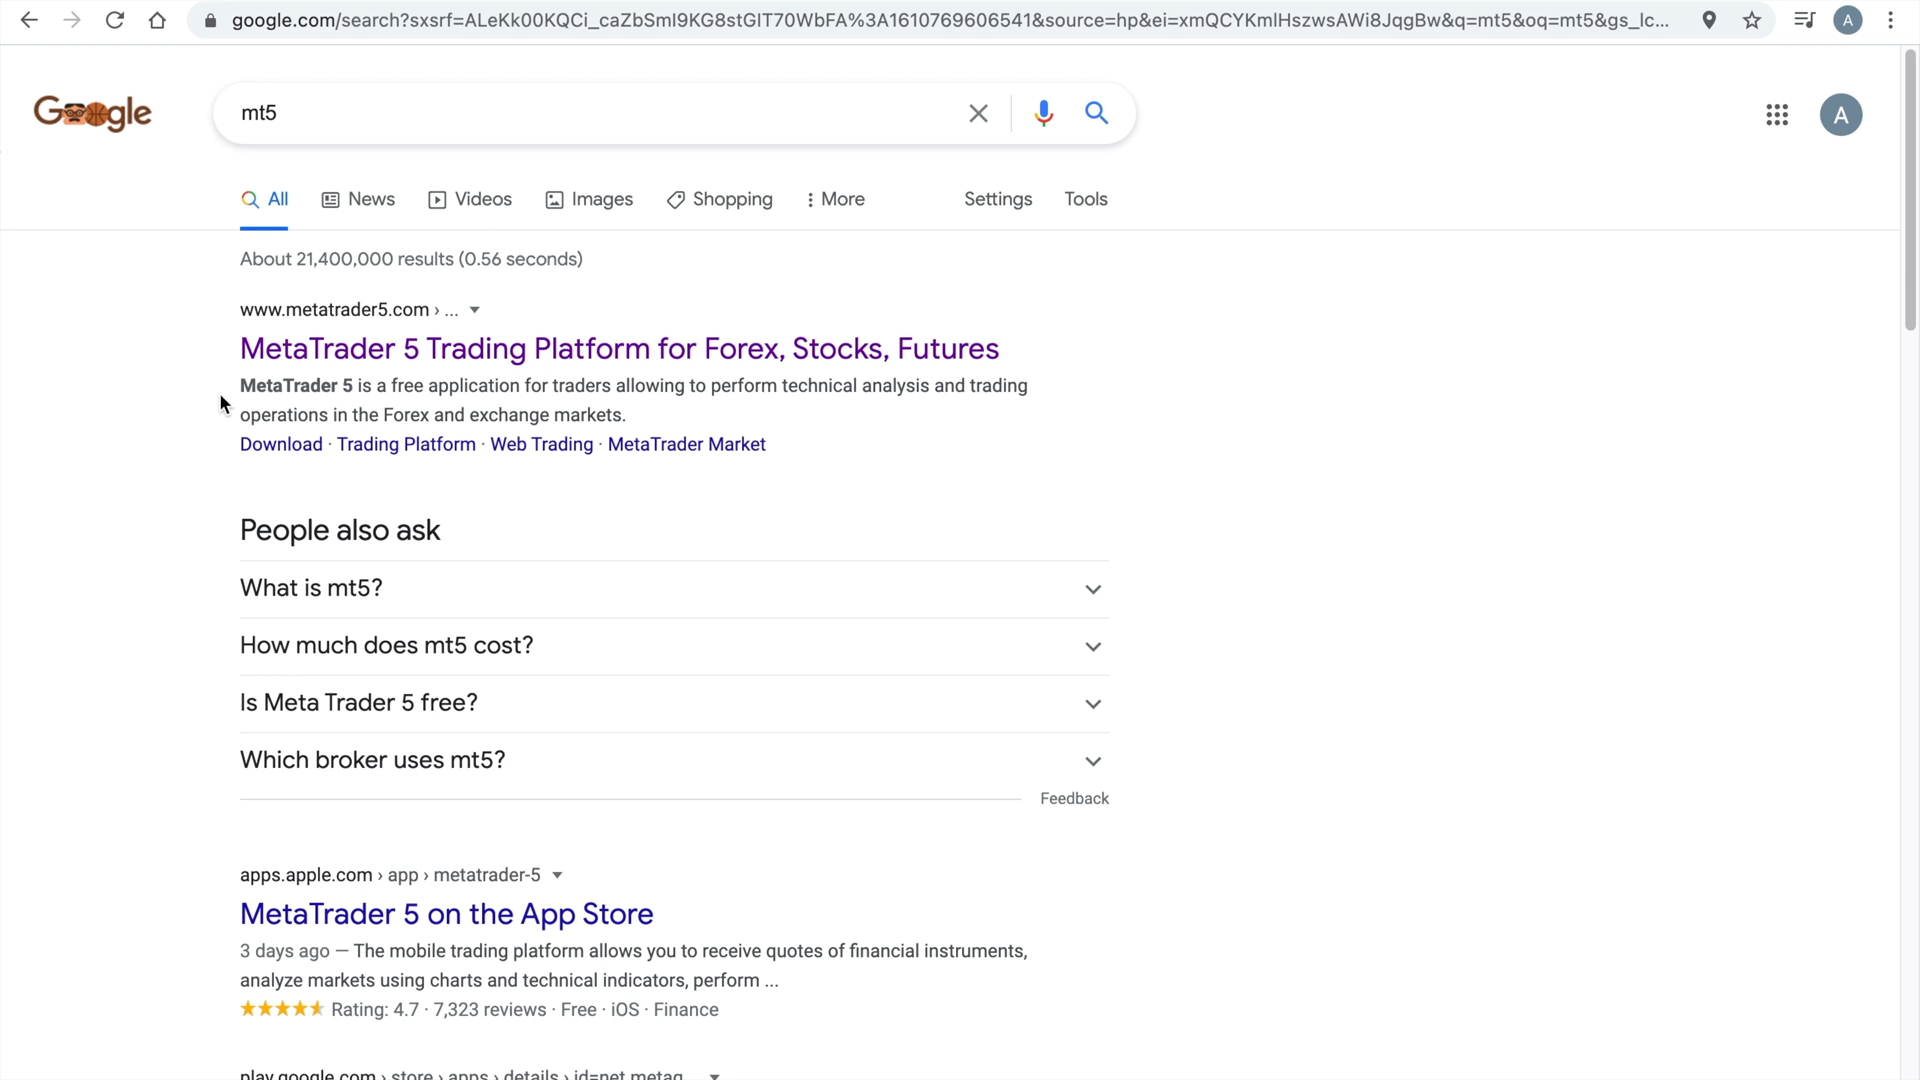 google.com/search?sxsrf=ALeKk00KQCi_caZbSmI9KG8stGIT70WbFA%3A1610769606541&source=hp&ei=xmQCYKmlHszwsAWi8JqgBw&q=mt5&oq=mt5&gs_lc...
A
Google
mt5
A
All
News
Videos
Images
Shopping
More
Settings
Tools
About 21,400,000 results (0.56 seconds)
www.metatrader5.com › ...
MetaTrader 5 Trading Platform for Forex, Stocks, Futures
MetaTrader 5 is a free application for traders allowing to perform technical analysis and trading
operations in the Forex and exchange markets.
Download · Trading Platform · Web Trading · MetaTrader Market
People also ask
What is mt5?
How much does mt5 cost?
Is Meta Trader 5 free?
Which broker uses mt5?
Feedback
apps.apple.com › app › metatrader-5
MetaTrader 5 on the App Store
3 days ago — The mobile trading platform allows you to receive quotes of financial instruments,
analyze markets using charts and technical indicators, perform ...
Rating: 4.7 · 7,323 reviews · Free · iOS · Finance
play.google.com › store › apps › details › id=net.metaq...